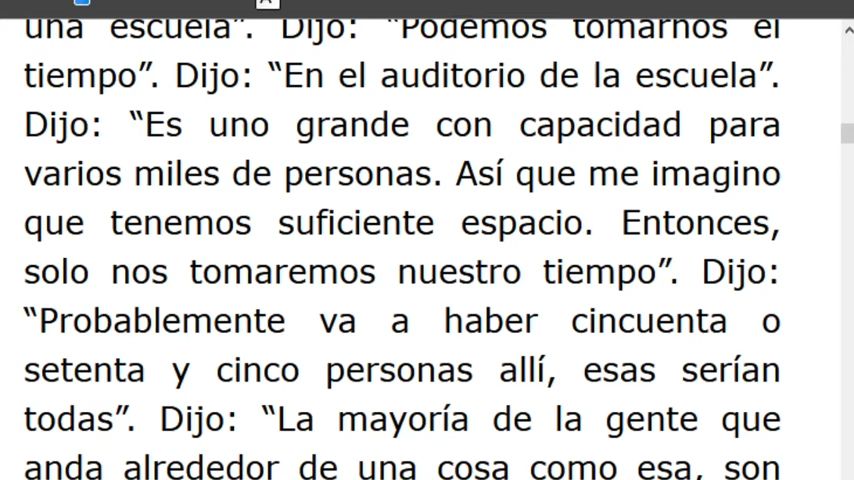 una escuela”. Dijo: “Podemos tomarnos el
tiempo”. Dijo: “En el auditorio de la escuela”.
Dijo: “Es uno grande con capacidad para
varios miles de personas. Así que me imagino
que tenemos suficiente espacio. Entonces,
solo nos tomaremos nuestro tiempo”. Dijo:
“Probablemente va a haber cincuenta o
setenta y cinco personas allí, esas serían
todas”. Dijo: “La mayoría de la gente que
anda alrededor de una cosa como esa, son